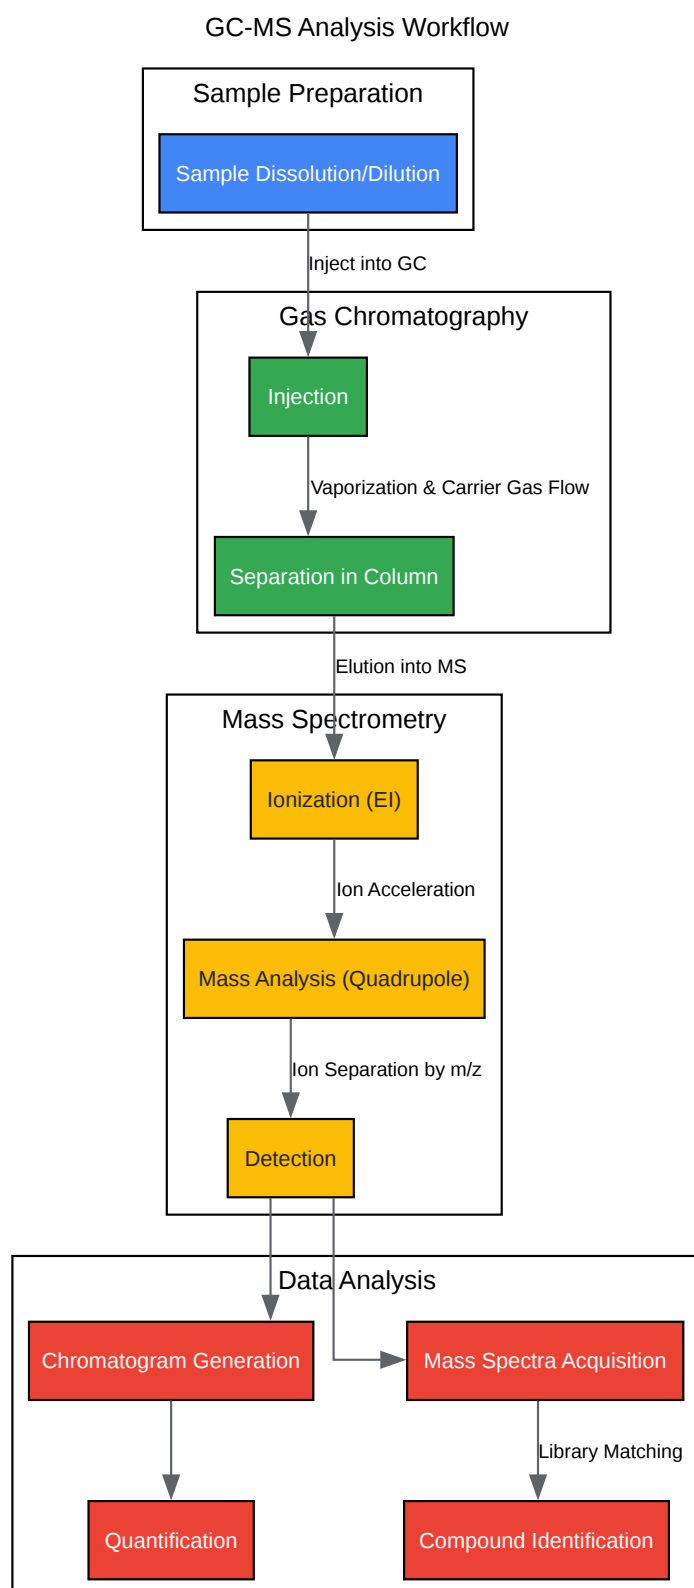 GC-MS Analysis Workflow
Sample Preparation
Sample Dissolution/Dilution
Inject into GC
Gas Chromatography
Injection
Vaporization & Carrier Gas Flow
Separation in Column
Elution into MS
Mass Spectrometry
Ionization (EI)
Ion Acceleration
Mass Analysis (Quadrupole)
Ion Separation by m/z
Detection
Data Analysis
Chromatogram Generation
Mass Spectra Acquisition
Library Matching
Quantification
Compound Identification